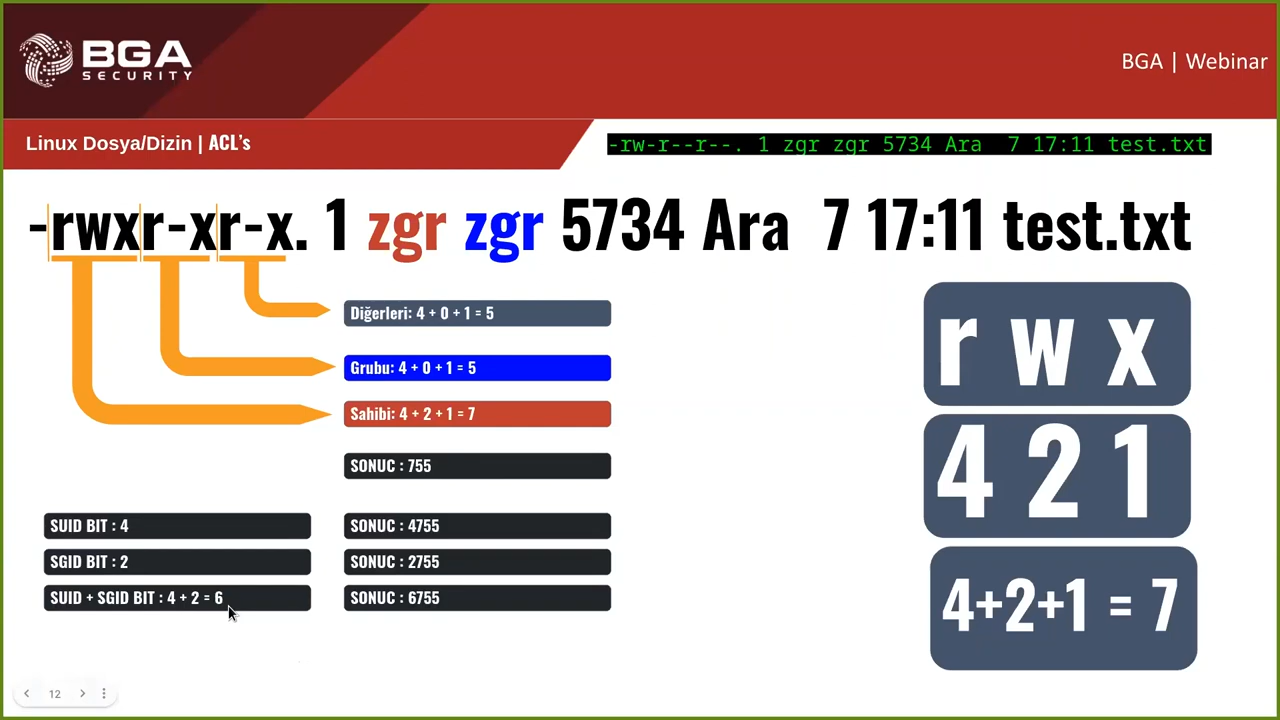 BGA
SECURITY
BGA | Webinar
Linux Dosya/Dizin | ACL's
-rw-r--r--. 1 zgr zgr 5734 Ara  7 17:11 test.txt
-rwxr-xr-x. 1 zgr zgr 5734 Ara  7 17:11 test.txt
Diğerleri: 4 + 0 + 1 = 5
Grubu: 4 + 0 + 1 = 5
Sahibi: 4 + 2 + 1 = 7
SONUC : 755
SUID BIT : 4
SONUC : 4755
SGID BIT : 2
SONUC : 2755
SUID + SGID BIT : 4 + 2 = 6
SONUC : 6755
r w x
4 2 1
4+2+1 = 7
12